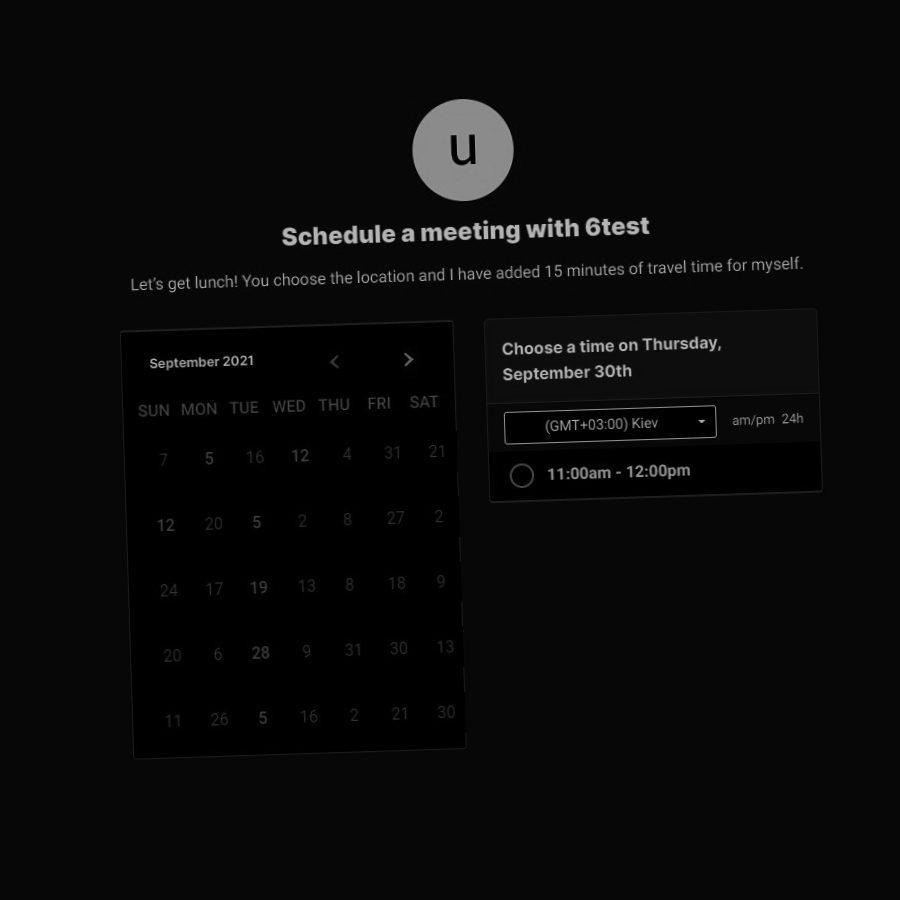 u
Schedule a meeting with 6test
Let's get lunch! You choose the location and I have added 15 minutes of travel time for myself.
September 2021
SUN MON TUE WED THU FRI SAT
7 5 16 12 4 31 21
12 20 5 2 8 27 2
24 17 19 13 8 18 9
20 6 28 9 31 30 13
11 26 5 16 2 21 30
Choose a time on Thursday,
September 30th
(GMT+03:00) Kiev
am/pm 24h
11:00am - 12:00pm